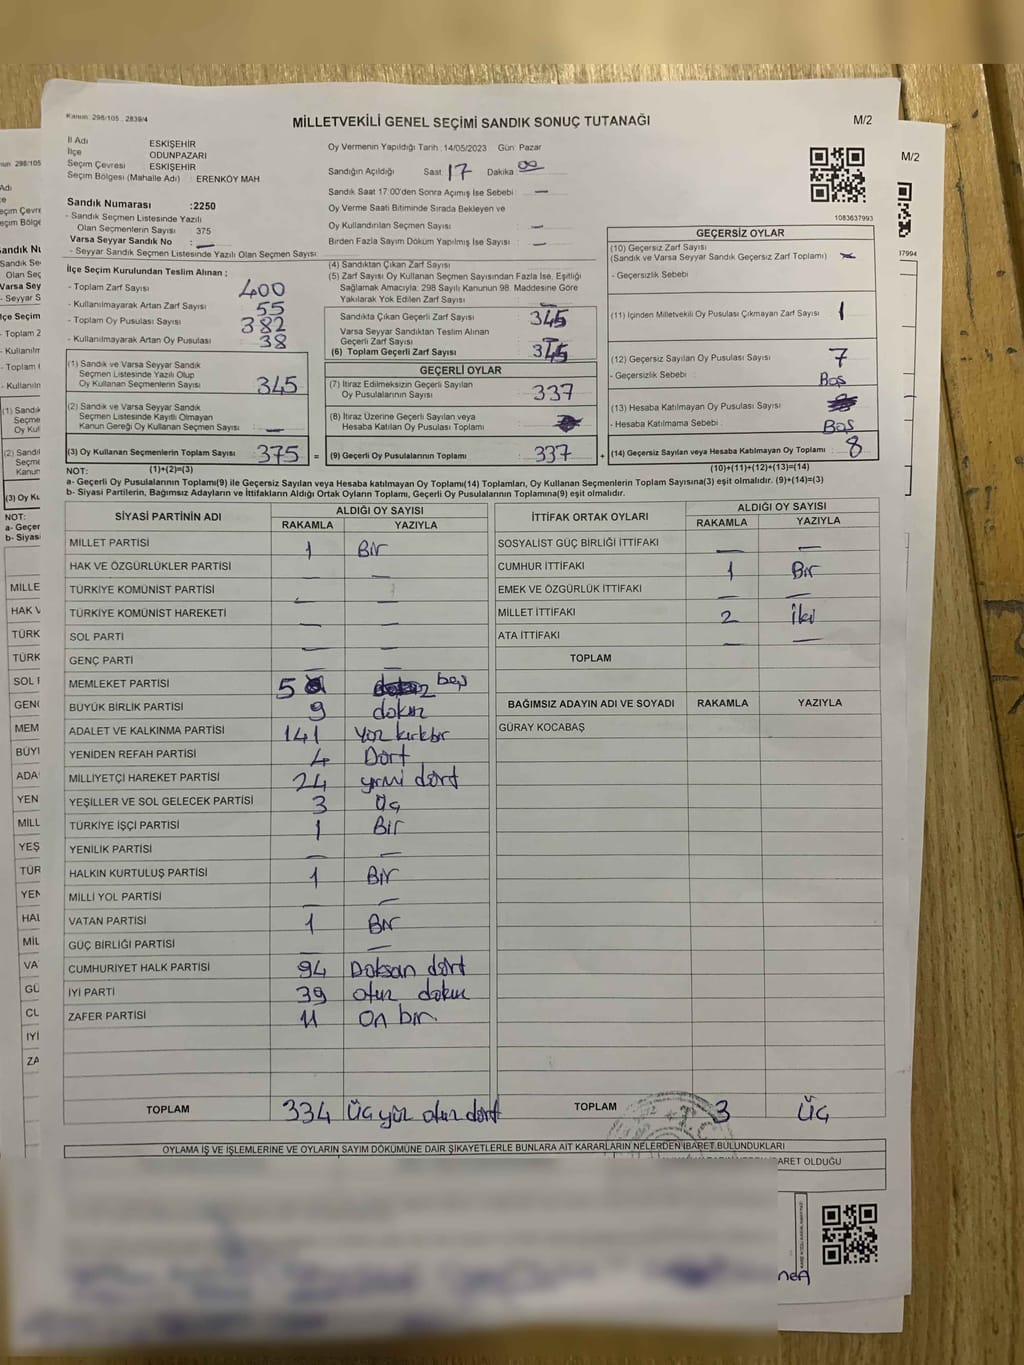 Kanun: 298/105 , 2839/4
MİLLETVEKİLİ GENEL SEÇİMİ SANDIK SONUÇ TUTANAĞI
M/2
İl Adı ESKİŞEHİR
İlçe ODUNPAZARI
Seçim Çevresi ESKİŞEHİR
Seçim Bölgesi (Mahalle Adı) : ERENKÖY MAH
Sandık Numarası :2250
- Sandık Seçmen Listesinde Yazılı
Olan Seçmenlerin Sayısı 375
Varsa Seyyar Sandık No : —
- Seyyar Sandık Seçmen Listesinde Yazılı Olan Seçmen Sayısı
Oy Vermenin Yapıldığı Tarih :14/05/2023 Gün: Pazar
Sandığın Açıldığı Saat 17 Dakika 00
Sandık Saat 17:00'den Sonra Açımış İse Sebebi : —
Oy Verme Saati Bitiminde Sırada Bekleyen ve
Oy Kullandırılan Seçmen Sayısı : —
Birden Fazla Sayım Döküm Yapılmış İse Sayısı : —
1083637993
İlçe Seçim Kurulundan Teslim Alınan ;
- Toplam Zarf Sayısı 400
- Kullanılmayarak Artan Zarf Sayısı 55
- Toplam Oy Pusulası Sayısı 382
- Kullanılmayarak Artan Oy Pusulası 38
(1) Sandık ve Varsa Seyyar Sandık
Seçmen Listesinde Yazılı Olup
Oy Kullanan Seçmenlerin Sayısı 345
(2) Sandık ve Varsa Seyyar Sandık
Seçmen Listesinde Kayıtlı Olmayan
Kanun Gereği Oy Kullanan Seçmen Sayısı : —
(3) Oy Kullanan Seçmenlerin Toplam Sayısı 375 =
(4) Sandıktan Çıkan Zarf Sayısı
(5) Zarf Sayısı Oy Kullanan Seçmen Sayısından Fazla İse, Eşitliği
Sağlamak Amacıyla; 298 Sayılı Kanunun 98. Maddesine Göre
Yakılarak Yok Edilen Zarf Sayısı : —
Sandıkta Çıkan Geçerli Zarf Sayısı 345
Varsa Seyyar Sandıktan Teslim Alınan
Geçerli Zarf Sayısı —
(6) Toplam Geçerli Zarf Sayısı 345
GEÇERLİ OYLAR
(7) İtiraz Edilmeksizin Geçerli Sayılan
Oy Pusulalarının Sayısı 337
(8) İtiraz Üzerine Geçerli Sayılan veya
Hesaba Katılan Oy Pusulası Toplamı
(9) Geçerli Oy Pusulalarının Toplamı 337 +
GEÇERSİZ OYLAR
(10) Geçersiz Zarf Sayısı
(Sandık ve Varsa Seyyar Sandık Geçersiz Zarf Toplamı)
- Geçersizlik Sebebi
(11) İçinden Milletvekili Oy Pusulası Çıkmayan Zarf Sayısı 1
(12) Geçersiz Sayılan Oy Pusulası Sayısı 7
- Geçersizlik Sebebi : Boş
(13) Hesaba Katılmayan Oy Pusulası Sayısı
- Hesaba Katılmama Sebebi : Boş
(14) Geçersiz Sayılan veya Hesaba Katılmayan Oy Toplamı : 8
NOT: (1)+(2)=(3) (10)+(11)+(12)+(13)=(14)
a- Geçerli Oy Pusulalarının Toplamı(9) ile Geçersiz Sayılan veya Hesaba katılmayan Oy Toplamı(14) Toplamları, Oy Kullanan Seçmenlerin Toplam Sayısına(3) eşit olmalıdır. (9)+(14)=(3)
b- Siyasi Partilerin, Bağımsız Adayların ve İttifakların Aldığı Ortak Oyların Toplamı, Geçerli Oy Pusulalarının Toplamına(9) eşit olmalıdır.
SİYASİ PARTİNİN ADI ALDIĞI OY SAYISI
RAKAMLA YAZIYLA
MİLLET PARTİSİ 1 Bir
HAK VE ÖZGÜRLÜKLER PARTİSİ — —
TÜRKİYE KOMÜNİST PARTİSİ — —
TÜRKİYE KOMÜNİST HAREKETİ — —
SOL PARTİ — —
GENÇ PARTİ — —
MEMLEKET PARTİSİ 5 beş
BÜYÜK BİRLİK PARTİSİ 9 dokuz
ADALET VE KALKINMA PARTİSİ 141 Yüz kırkbir
YENİDEN REFAH PARTİSİ 4 Dört
MİLLİYETÇİ HAREKET PARTİSİ 24 yirmi dört
YEŞİLLER VE SOL GELECEK PARTİSİ 3 Üç
TÜRKİYE İŞÇİ PARTİSİ 1 Bir
YENİLİK PARTİSİ — —
HALKIN KURTULUŞ PARTİSİ 1 Bir
MİLLİ YOL PARTİSİ — —
VATAN PARTİSİ 1 Bir
GÜÇ BİRLİĞİ PARTİSİ — —
CUMHURİYET HALK PARTİSİ 94 Doksan dört
İYİ PARTİ 39 otuz dokuz
ZAFER PARTİSİ 11 On bir
TOPLAM 334 Üç yüz otuz dört
İTTİFAK ORTAK OYLARI ALDIĞI OY SAYISI
RAKAMLA YAZIYLA
SOSYALİST GÜÇ BİRLİĞİ İTTİFAKI — —
CUMHUR İTTİFAKI 1 Bir
EMEK VE ÖZGÜRLÜK İTTİFAKI — —
MİLLET İTTİFAKI 2 İki
ATA İTTİFAKI — —
TOPLAM
BAĞIMSIZ ADAYIN ADI VE SOYADI RAKAMLA YAZIYLA
GÜRAY KOCABAŞ
TOPLAM 3 Üç
OYLAMA İŞ VE İŞLEMLERİNE VE OYLARIN SAYIM DÖKÜMÜNE DAİR ŞİKAYETLERLE BUNLARA AİT KARARLARIN NELERDEN İBARET BULUNDUKLARI
ARET OLDUĞU
M/2
17994